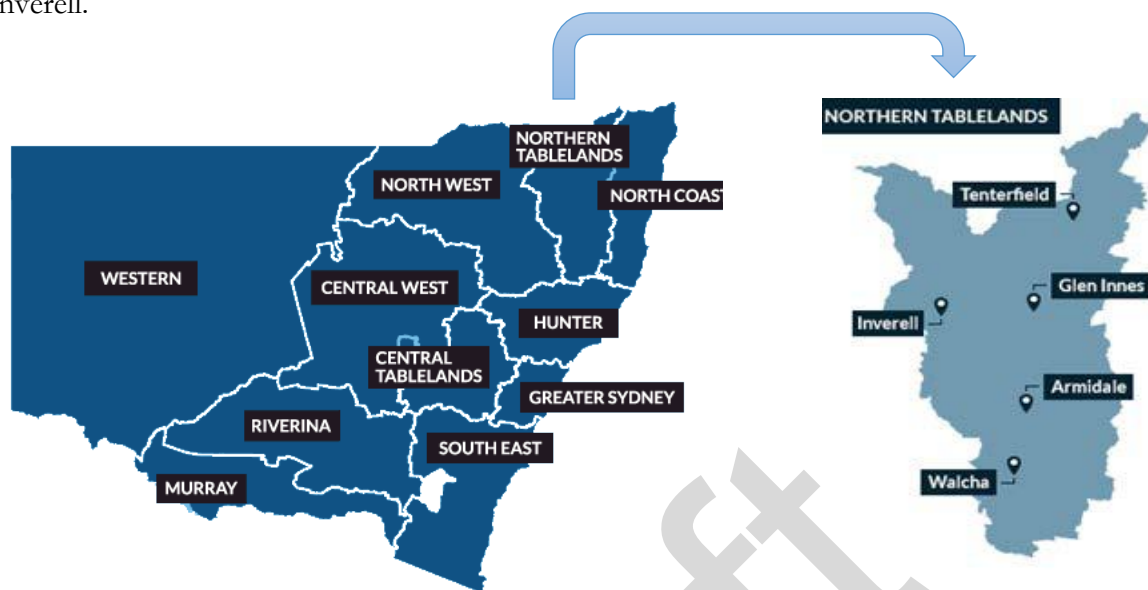 nverell.
NORTHERN
TABLELANDS
NORTH WEST
NORTH COAST
WESTERN
CENTRAL WEST
HUNTER
CENTRAL
TABLELANDS
GREATER SYDNEY
RIVERINA
SOUTH EAST
MURRAY
NORTHERN TABLELANDS
Tenterfield
Glen Innes
Inverell
Armidale
Walcha
ft